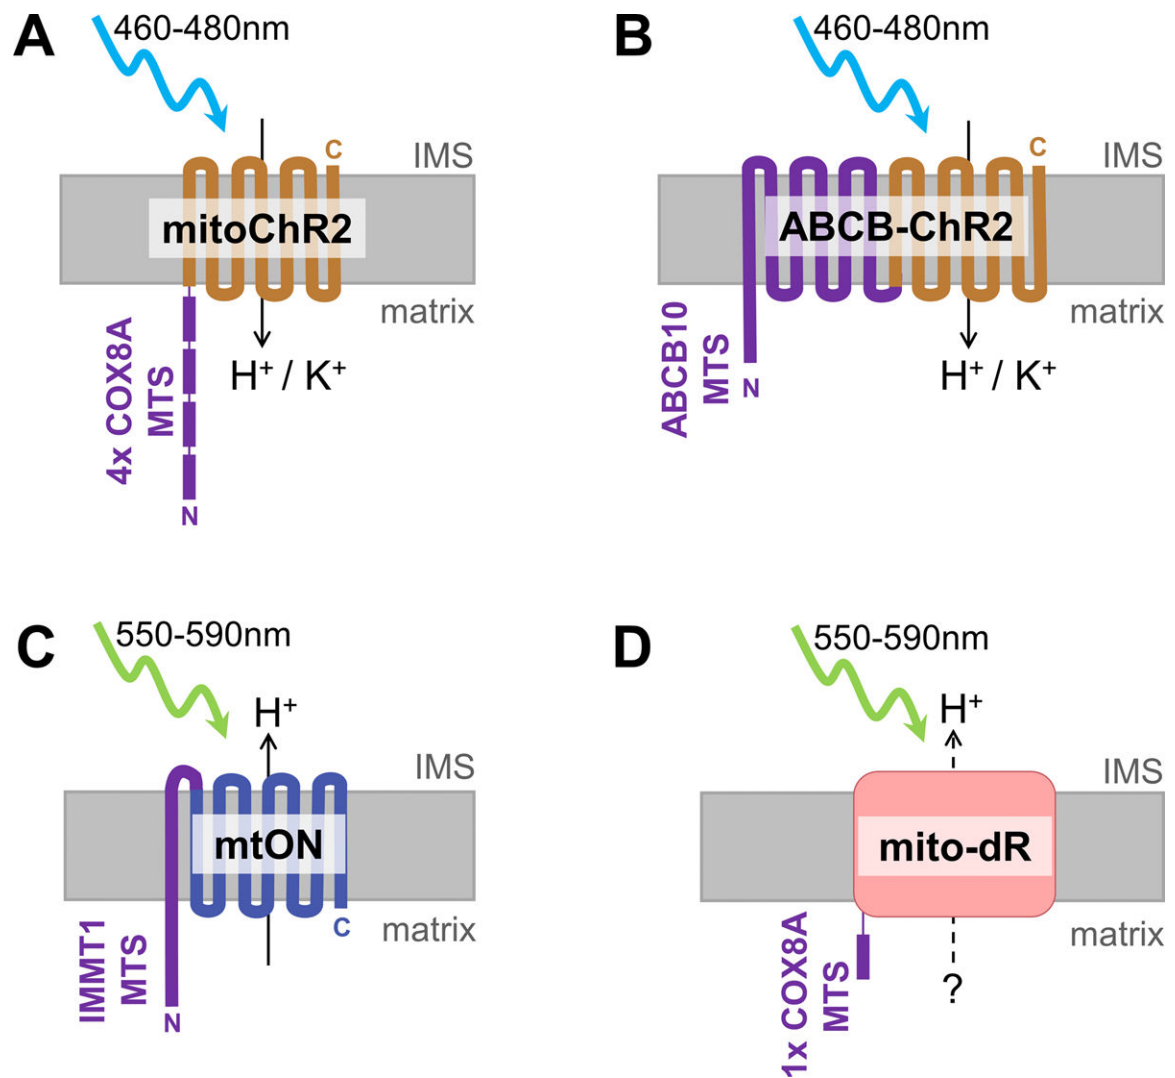 A
460-480nm
C
IMS
mitoChR2
matrix
4x COX8A
MTS
H⁺ / K⁺
N
B
460-480nm
C
IMS
ABCB-ChR2
matrix
ABCB10
MTS
N
H⁺ / K⁺
C
550-590nm
H⁺
IMS
mtON
matrix
C
IMMT1
MTS
N
D
550-590nm
H⁺
IMS
mito-dR
matrix
1x COX8A
MTS
?